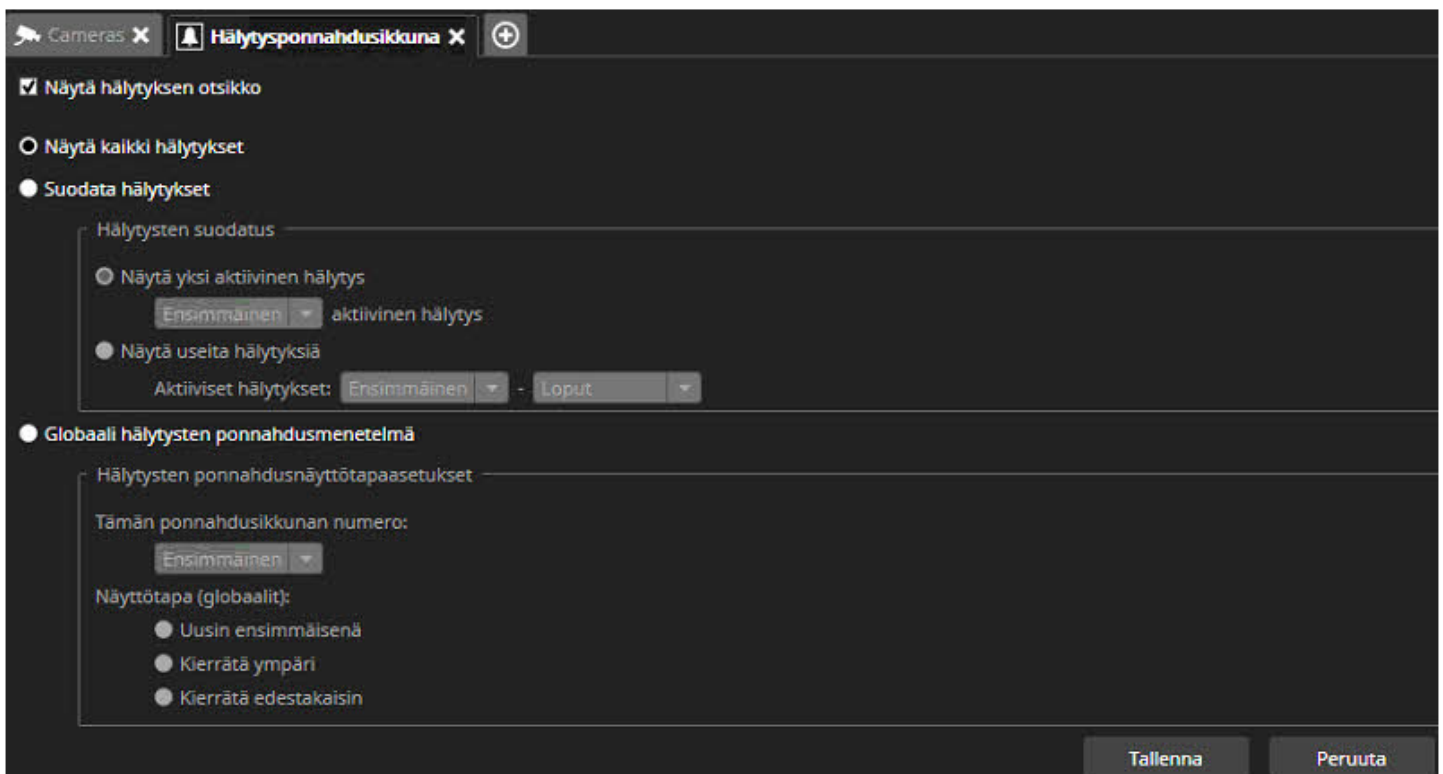 Cameras Hälytysponnahdusikkuna
Näytä hälytyksen otsikko
Näytä kaikki hälytykset
Suodata hälytykset
Hälytysten suodatus
Näytä yksi aktiivinen hälytys
Ensimmäinen aktiivinen hälytys
Näytä useita hälytyksiä
Aktiiviset hälytykset: Ensimmäinen - Loput
Globaali hälytysten ponnahdusmenetelmä
Hälytysten ponnahdusnäyttötapaasetukset
Tämän ponnahdusikkunan numero:
Ensimmäinen
Näyttötapa (globaalit):
Uusin ensimmäisenä
Kierrätä ympäri
Kierrätä edestakaisin
Tallenna Peruuta